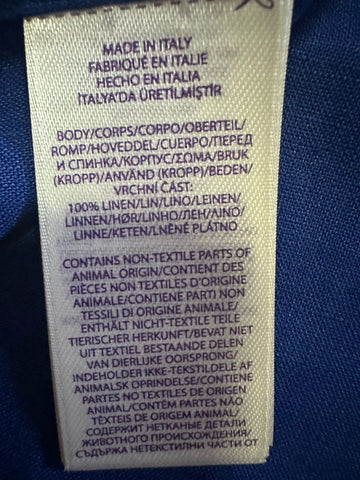 MADE IN ITALY
FABRIQUÉ EN ITALIE
HECHO EN ITALIA
İTALYA'DA ÜRETİLMİŞTİR
BODY/CORPS/CORPO/OBERTEIL/
ROMP/HOVEDDEL/CUERPO/ПЕРЕД
И СПИНКА/КОРПУС/ΣΩΜΑ/BRUK
(KROPP)/ANVÄND (KROPP)/BEDEN/
VRCHNÍ ČÁST:
100% LINEN/LIN/LINO/LEINEN/
LINNEN/HØR/LINHO/ЛЕН/ΛΙΝΟ/
LINNE/KETEN/LNĚNÉ PLÁTNO
CONTAINS NON-TEXTILE PARTS OF
ANIMAL ORIGIN/CONTIENT DES
PIÈCES NON TEXTILES D'ORIGINE
ANIMALE/CONTIENE PARTI NON
TESSILI DI ORIGINE ANIMALE/
ENTHÄLT NICHT-TEXTILE TEILE
TIERISCHER HERKUNFT/BEVAT NIET
UIT TEXTIEL BESTAANDE DELEN
VAN DIERLIJKE OORSPRONG/
INDEHOLDER IKKE-TEKSTILDELE AF
ANIMALSK OPRINDELSE/CONTIENE
PARTES NO TEXTILES DE ORIGEN
ANIMAL/CONTÉM PARTES NÃO
TÊXTEIS DE ORIGEM ANIMAL/
СОДЕРЖИТ НЕТКАНЫЕ ДЕТАЛИ
ЖИВОТНОГО ПРОИСХОЖДЕНИЯ/
СЪДЪРЖА НЕТЕКСТИЛНИ ЧАСТИ ОТ